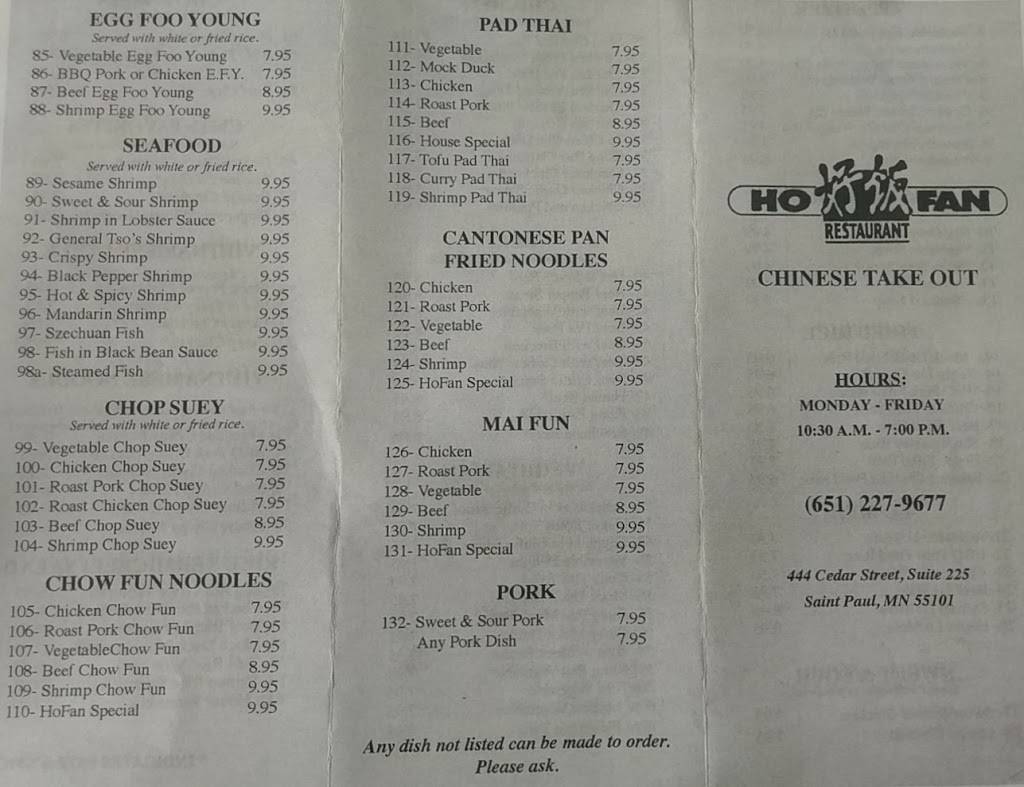 EGG FOO YOUNG
Served with white or fried rice.
85- Vegetable Egg Foo Young 7.95
86- BBQ Pork or Chicken E.F.Y. 7.95
87- Beef Egg Foo Young 8.95
88- Shrimp Egg Foo Young 9.95
SEAFOOD
Served with white or fried rice.
89- Sesame Shrimp 9.95
90- Sweet & Sour Shrimp 9.95
91- Shrimp in Lobster Sauce 9.95
92- General Tso's Shrimp 9.95
93- Crispy Shrimp 9.95
94- Black Pepper Shrimp 9.95
95- Hot & Spicy Shrimp 9.95
96- Mandarin Shrimp 9.95
97- Szechuan Fish 9.95
98- Fish in Black Bean Sauce 9.95
98a- Steamed Fish 9.95
CHOP SUEY
Served with white or fried rice.
99- Vegetable Chop Suey 7.95
100- Chicken Chop Suey 7.95
101- Roast Pork Chop Suey 7.95
102- Roast Chicken Chop Suey 7.95
103- Beef Chop Suey 8.95
104- Shrimp Chop Suey 9.95
CHOW FUN NOODLES
105- Chicken Chow Fun 7.95
106- Roast Pork Chow Fun 7.95
107- VegetableChow Fun 7.95
108- Beef Chow Fun 8.95
109- Shrimp Chow Fun 9.95
110- HoFan Special 9.95
PAD THAI
111- Vegetable 7.95
112- Mock Duck 7.95
113- Chicken 7.95
114- Roast Pork 7.95
115- Beef 8.95
116- House Special 9.95
117- Tofu Pad Thai 7.95
118- Curry Pad Thai 7.95
119- Shrimp Pad Thai 9.95
CANTONESE PAN
FRIED NOODLES
120- Chicken 7.95
121- Roast Pork 7.95
122- Vegetable 7.95
123- Beef 8.95
124- Shrimp 9.95
125- HoFan Special 9.95
MAI FUN
126- Chicken 7.95
127- Roast Pork 7.95
128- Vegetable 7.95
129- Beef 8.95
130- Shrimp 9.95
131- HoFan Special 9.95
PORK
132- Sweet & Sour Pork 7.95
Any Pork Dish 7.95
Any dish not listed can be made to order.
Please ask.
HO 好飯 FAN
RESTAURANT
CHINESE TAKE OUT
HOURS:
MONDAY - FRIDAY
10:30 A.M. - 7:00 P.M.
(651) 227-9677
444 Cedar Street, Suite 225
Saint Paul, MN 55101